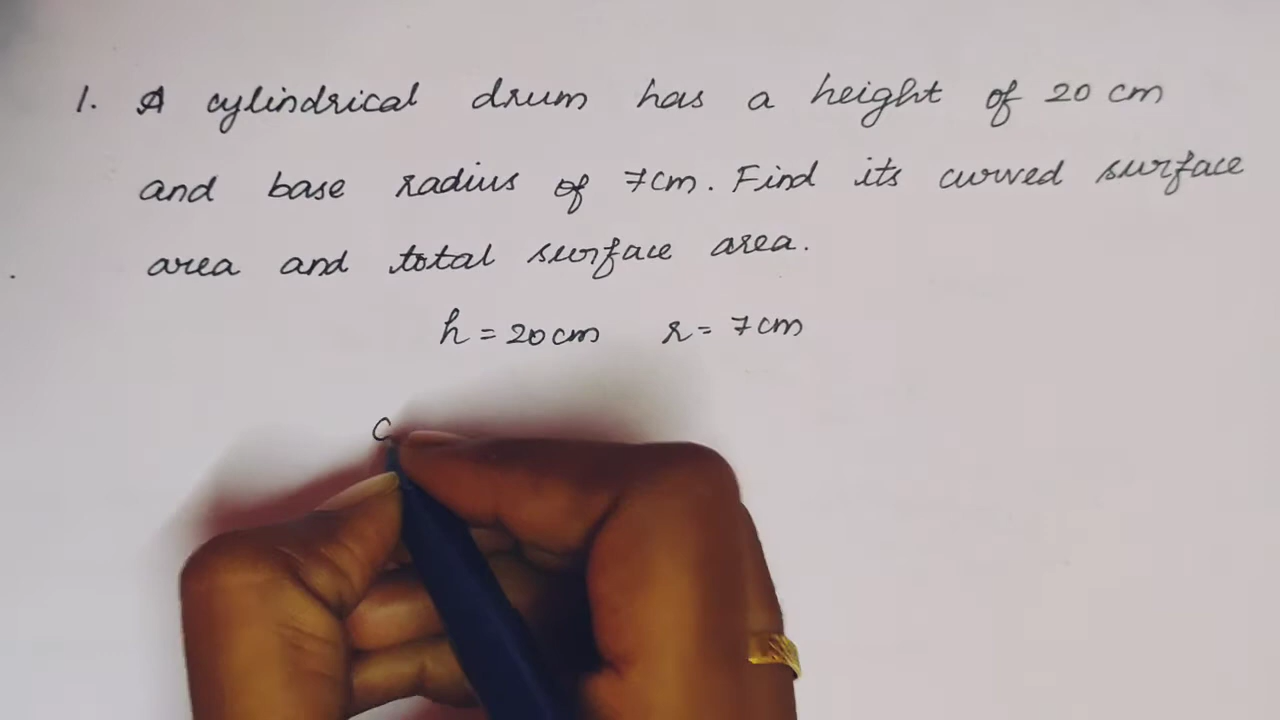 1. A cylindrical drum has a height of 20 cm
and base radius of 7cm. Find its curved surface
area and total surface area.
h = 20cm r = 7cm
C